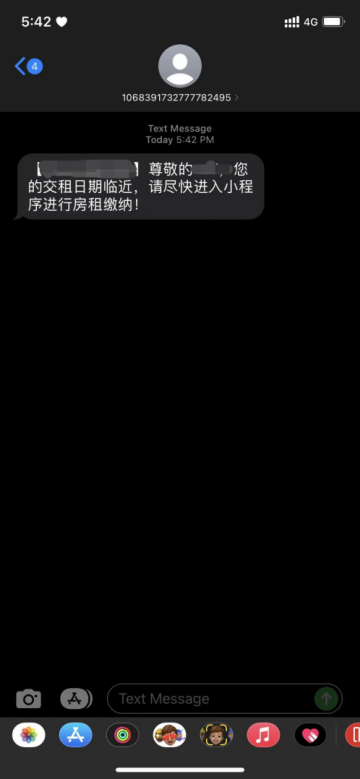 5:42
4G
4
1068391732777782495
Text Message
Today 5:42 PM
【 】尊敬的 , 您
的交租日期临近，请尽快进入小程
序进行房租缴纳！
Text Message